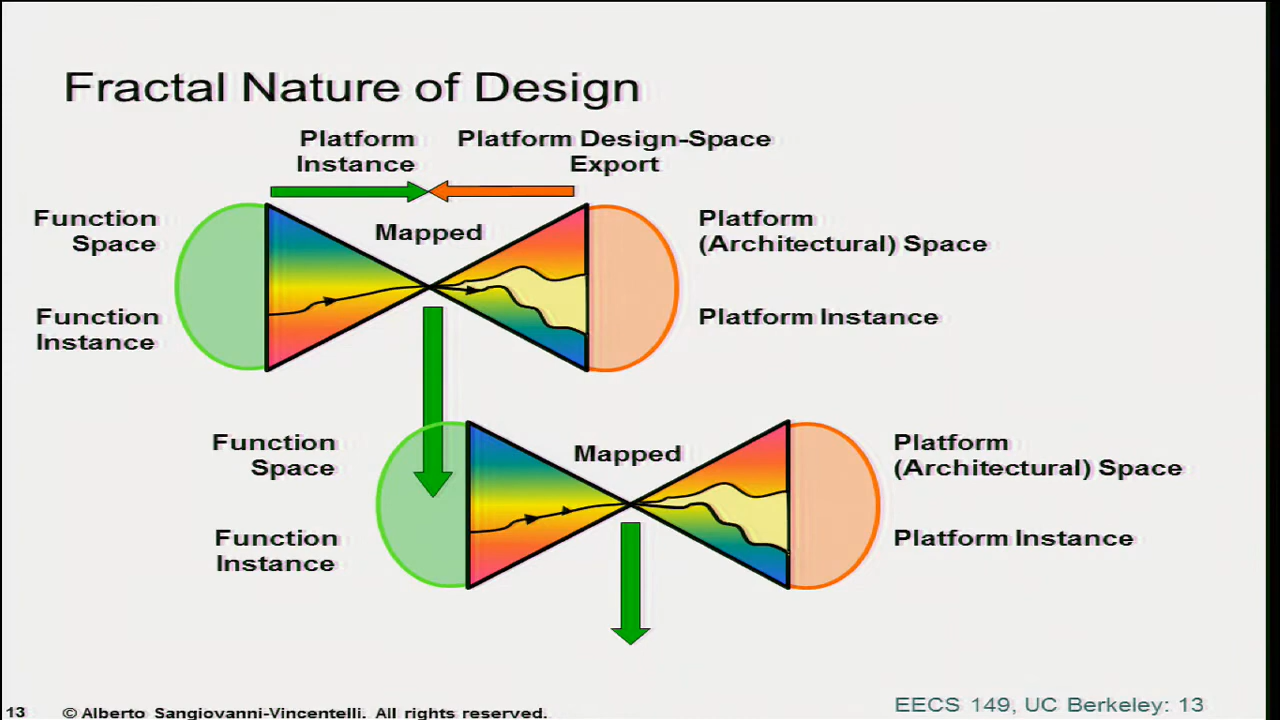 Fractal Nature of Design
Platform
Instance
Platform Design-Space
Export
Function
Space
Mapped
Platform
(Architectural) Space
Function
Instance
Platform Instance
Function
Space
Mapped
Platform
(Architectural) Space
Function
Instance
Platform Instance
13
© Alberto Sangiovanni-Vincentelli. All rights reserved.
EECS 149, UC Berkeley: 13